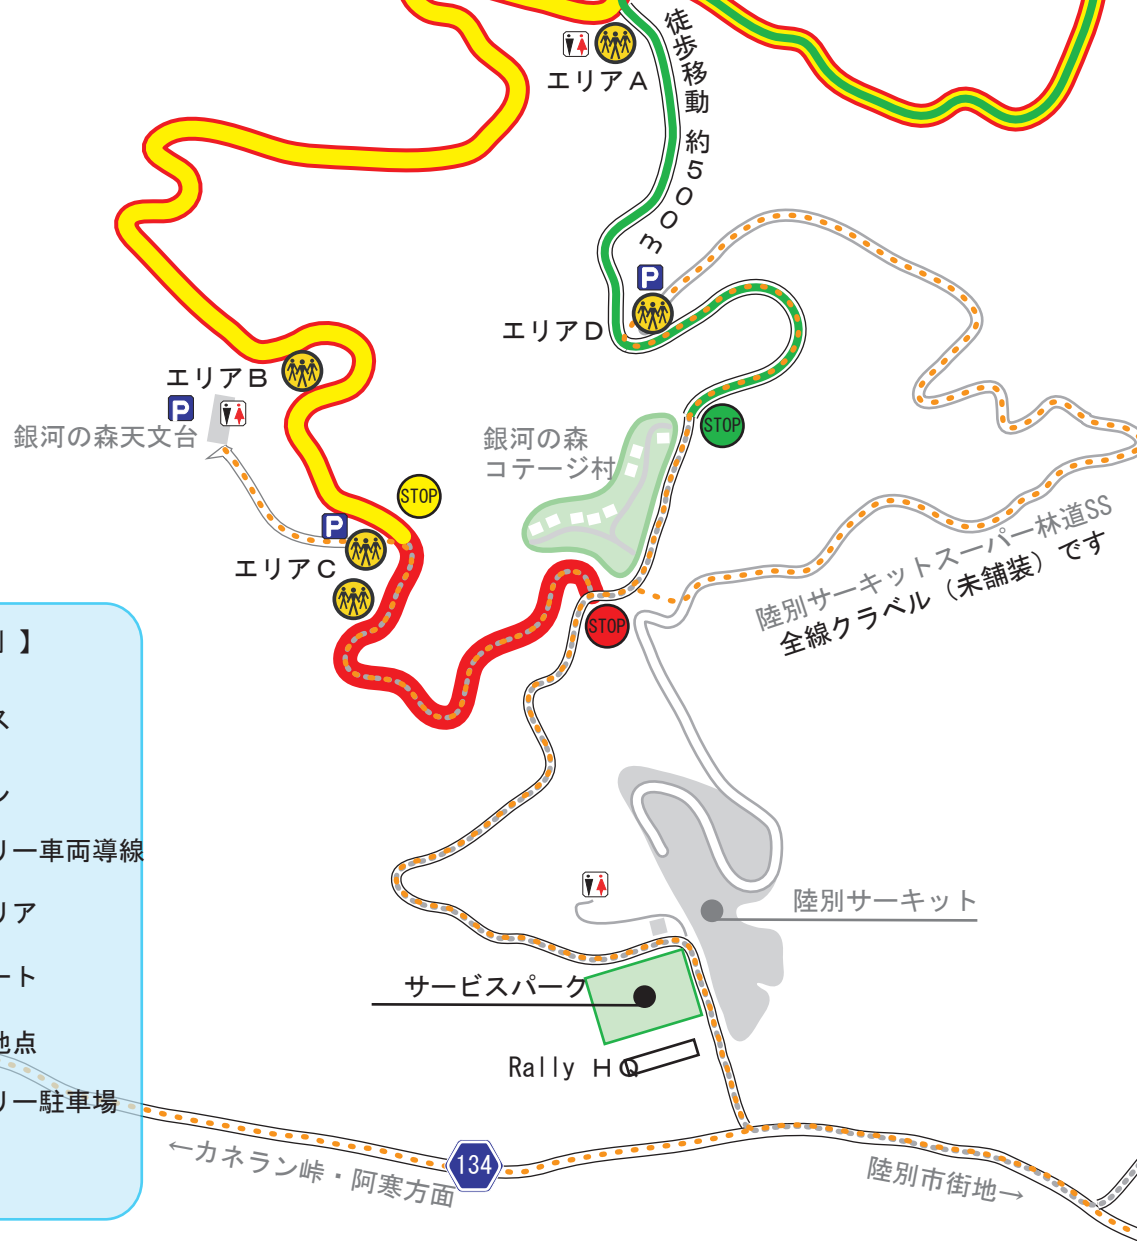 徒歩移動 約500m
エリアA
P
エリアD
エリアB
P
銀河の森天文台
STOP
銀河の森
コテージ村
STOP
P
エリアC
STOP
陸別サーキットスーパー林道SS
全線クラベル（未舗装）です
】
ス
ン
リー車両導線
リア
ート
地点
リー駐車場
陸別サーキット
サービスパーク
Rally HQ
←カネラン峠・阿寒方面
134
陸別市街地→